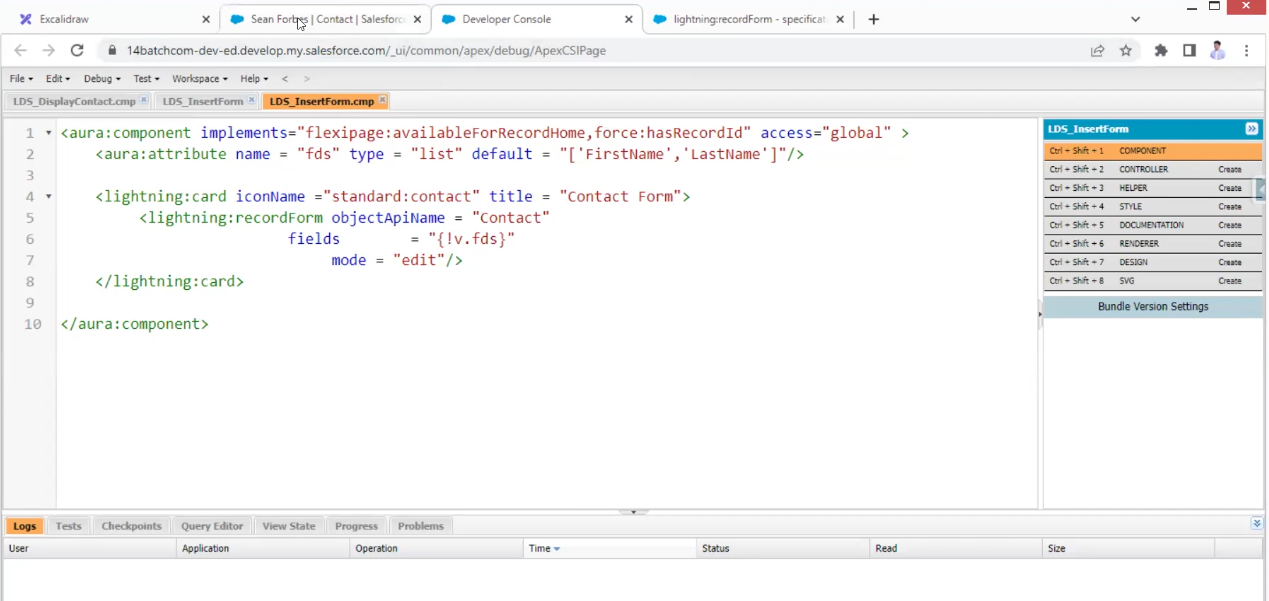 Excalidraw
Sean Forbes | Contact | Salesforc
Developer Console
lightning:recordForm - specificat
14batchcom-dev-ed.develop.my.salesforce.com/_ui/common/apex/debug/ApexCSIPage
File Edit Debug Test Workspace Help < >
LDS_DisplayContact.cmp LDS_InsertForm LDS_InsertForm.cmp
1 <aura:component implements="flexipage:availableForRecordHome,force:hasRecordId" access="global" >
2 <aura:attribute name = "fds" type = "list" default = "['FirstName','LastName']"/>
3
4 <lightning:card iconName ="standard:contact" title = "Contact Form">
5 <lightning:recordForm objectApiName = "Contact"
6 fields = "{!v.fds}"
7 mode = "edit"/>
8 </lightning:card>
9
10 </aura:component>
LDS_InsertForm
Ctrl + Shift + 1 COMPONENT
Ctrl + Shift + 2 CONTROLLER Create
Ctrl + Shift + 3 HELPER Create
Ctrl + Shift + 4 STYLE Create
Ctrl + Shift + 5 DOCUMENTATION Create
Ctrl + Shift + 6 RENDERER Create
Ctrl + Shift + 7 DESIGN Create
Ctrl + Shift + 8 SVG Create
Bundle Version Settings
Logs Tests Checkpoints Query Editor View State Progress Problems
User Application Operation Time Status Read Size